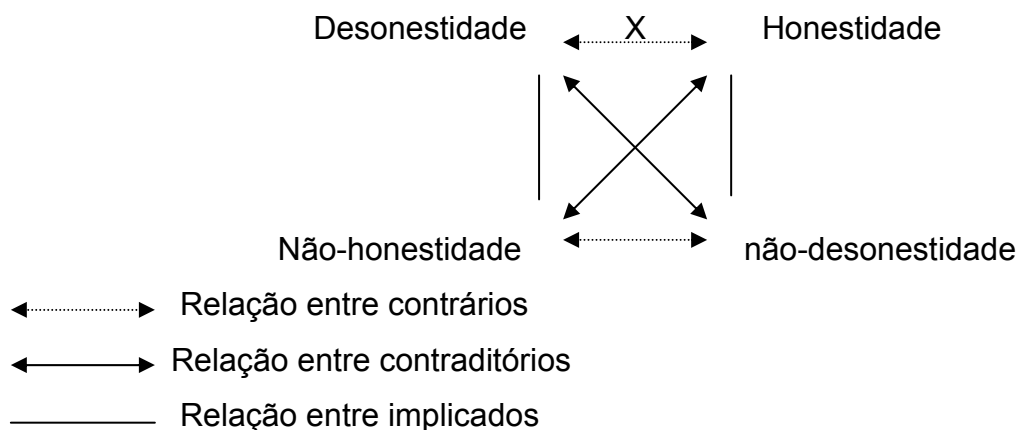 Desonestidade X Honestidade
Não-honestidade não-desonestidade
Relação entre contrários
Relação entre contraditórios
Relação entre implicados